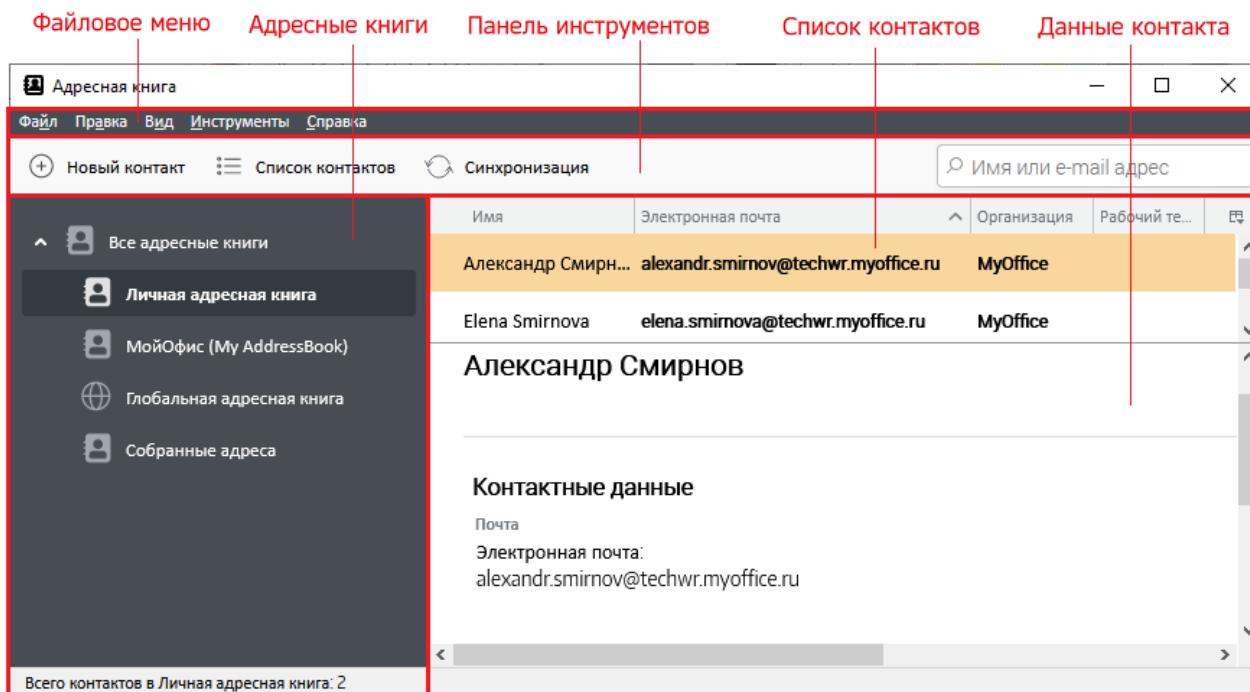 Файловое меню Адресные книги Панель инструментов Список контактов Данные контакта
Адресная книга
Файл Правка Вид Инструменты Справка
Новый контакт Список контактов Синхронизация Имя или e-mail адрес
Имя Электронная почта Организация Рабочий те...
Все адресные книги
Александр Смирн... alexandr.smirnov@techwr.myoffice.ru MyOffice
Личная адресная книга
Elena Smirnova elena.smirnova@techwr.myoffice.ru MyOffice
МойОфис (My AddressBook)
Александр Смирнов
Глобальная адресная книга
Собранные адреса
Контактные данные
Почта
Электронная почта:
alexandr.smirnov@techwr.myoffice.ru
Всего контактов в Личная адресная книга: 2